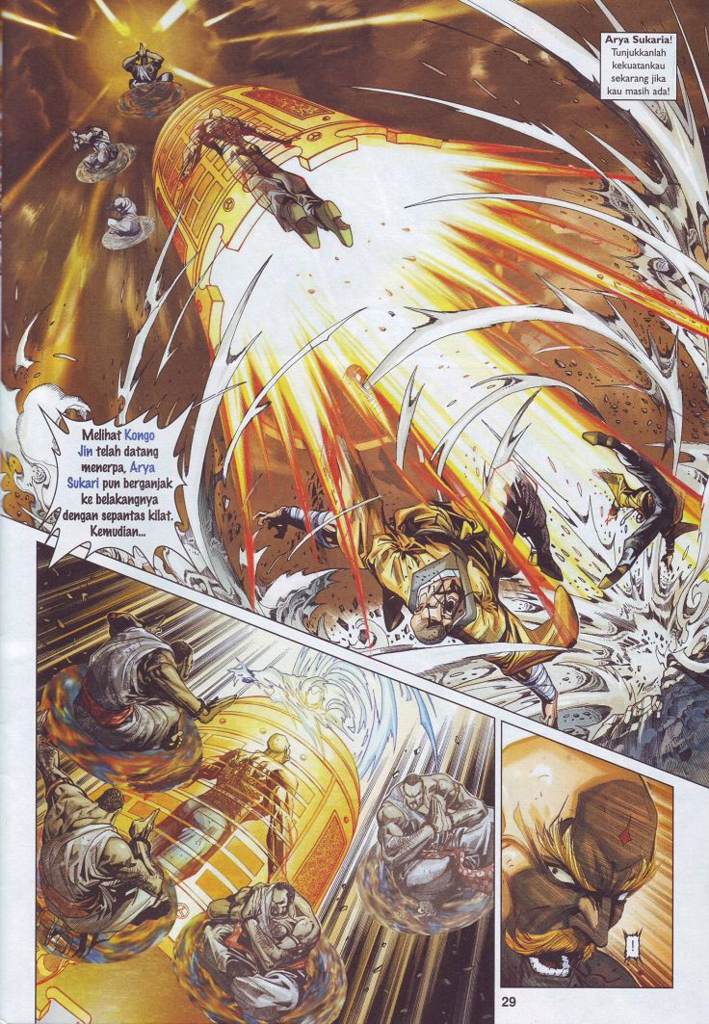 Arya Sukaria!
Tunjukkanlah
kekuatankau
sekarang jika
kau masih ada!
Melihat Kongo
Jin telah datang
menerpa, Arya
Sukari pun berganjak
ke belakangnya
dengan sepantas kilat.
Kemudian...
!
29